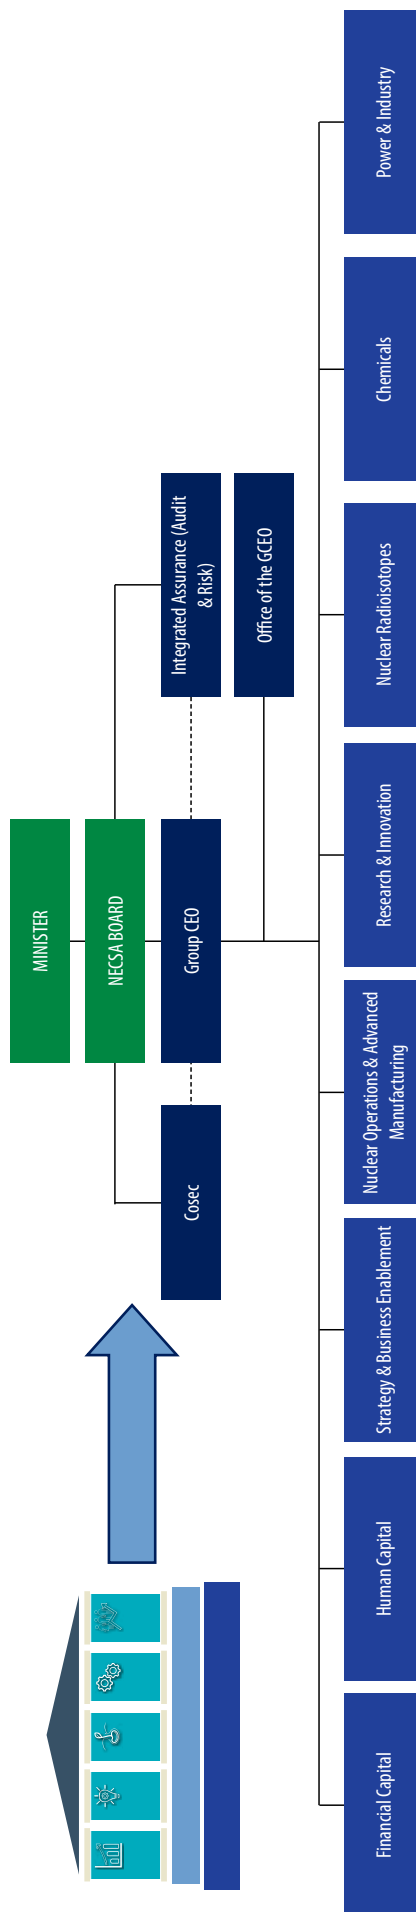 MINISTER
NECSA BOARD
Group CEO
Cosec
Integrated Assurance (Audit
& Risk)
Office of the GCEO
Financial Capital
Human Capital
Strategy & Business Enablement
Nuclear Operations & Advanced
Manufacturing
Research & Innovation
Nuclear Radioisotopes
Chemicals
Power & Industry